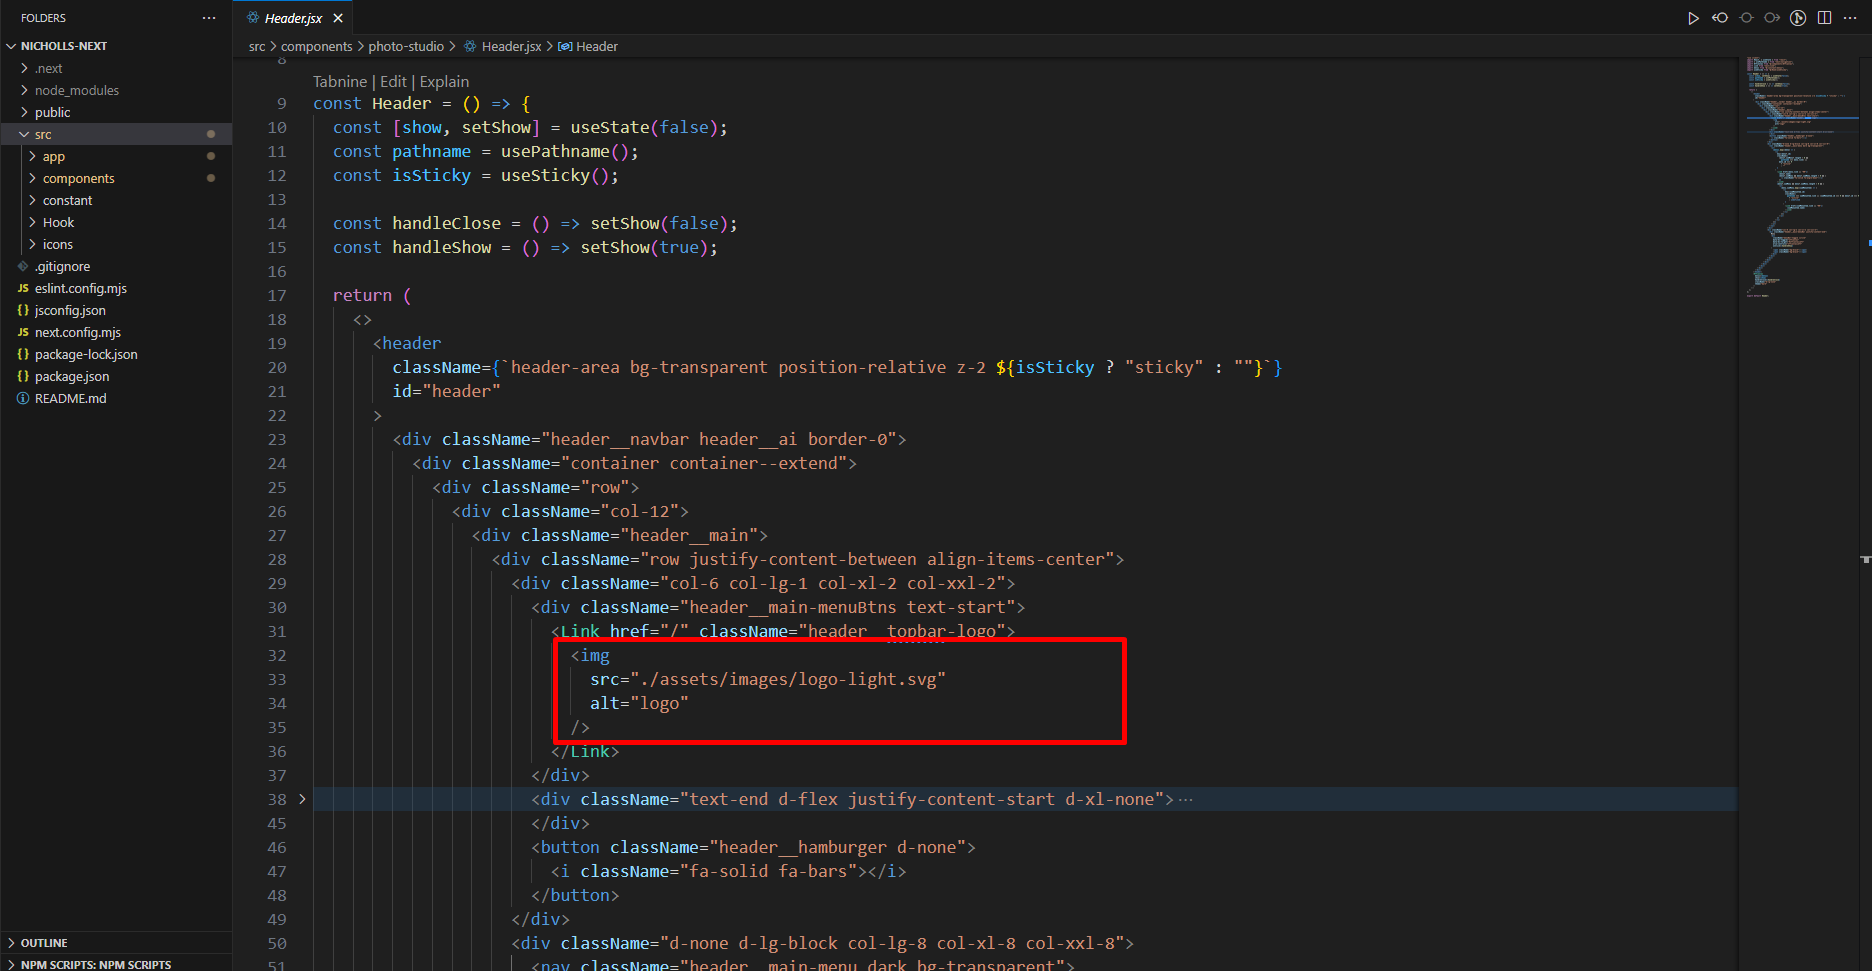 FOLDERS
NICHOLLS-NEXT
.next
node_modules
public
src
app
components
constant
Hook
icons
.gitignore
JS eslint.config.mjs
{} jsconfig.json
JS next.config.mjs
{} package-lock.json
{} package.json
README.md
OUTLINE
NPM SCRIPTS: NPM SCRIPTS
Header.jsx
src > components > photo-studio > Header.jsx > Header
8
Tabnine | Edit | Explain
9 const Header = () => {
10 const [show, setShow] = useState(false);
11 const pathname = usePathname();
12 const isSticky = useSticky();
13
14 const handleClose = () => setShow(false);
15 const handleShow = () => setShow(true);
16
17 return (
18 <>
19 <header
20 className={`header-area bg-transparent position-relative z-2 ${isSticky ? "sticky" : ""}`}
21 id="header"
22 >
23 <div className="header__navbar header__ai border-0">
24 <div className="container container--extend">
25 <div className="row">
26 <div className="col-12">
27 <div className="header__main">
28 <div className="row justify-content-between align-items-center">
29 <div className="col-6 col-lg-1 col-xl-2 col-xxl-2">
30 <div className="header__main-menuBtns text-start">
31 <Link href="/" className="header__topbar-logo">
32 <img
33 src="./assets/images/logo-light.svg"
34 alt="logo"
35 />
36 </Link>
37 </div>
38 <div className="text-end d-flex justify-content-start d-xl-none">…
45 </div>
46 <button className="header__hamburger d-none">
47 <i className="fa-solid fa-bars"></i>
48 </button>
49 </div>
50 <div className="d-none d-lg-block col-lg-8 col-xl-8 col-xxl-8">
51 <nav className="header__main-menu dark bg-transparent">